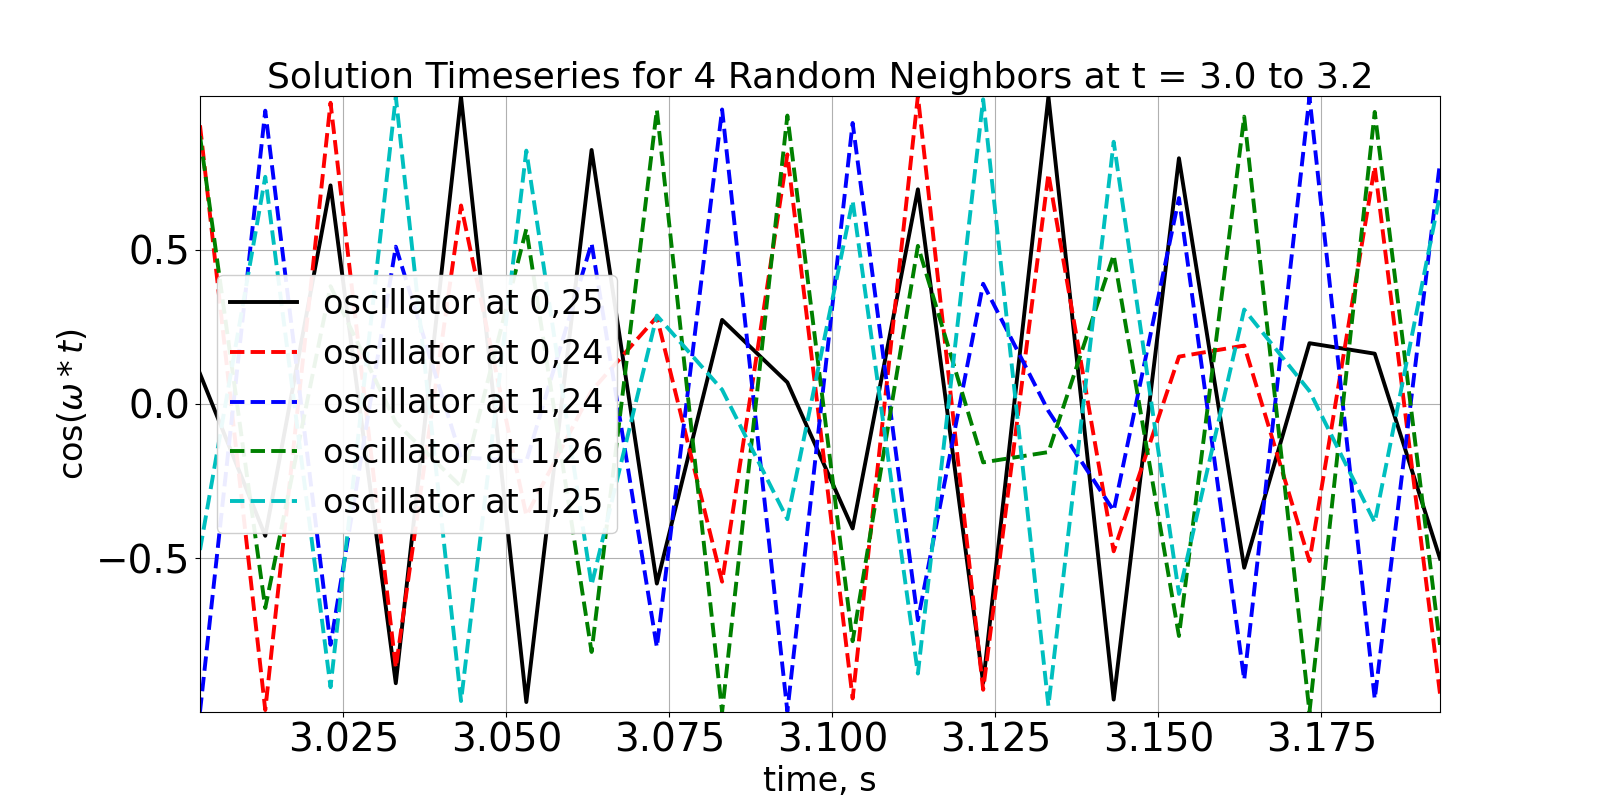 Solution Timeseries for 4 Random Neighbors at t = 3.0 to 3.2
cos(ω * t)
0.5
0.0
−0.5
oscillator at 0,25
oscillator at 0,24
oscillator at 1,24
oscillator at 1,26
oscillator at 1,25
3.025 3.050 3.075 3.100 3.125 3.150 3.175
time, s